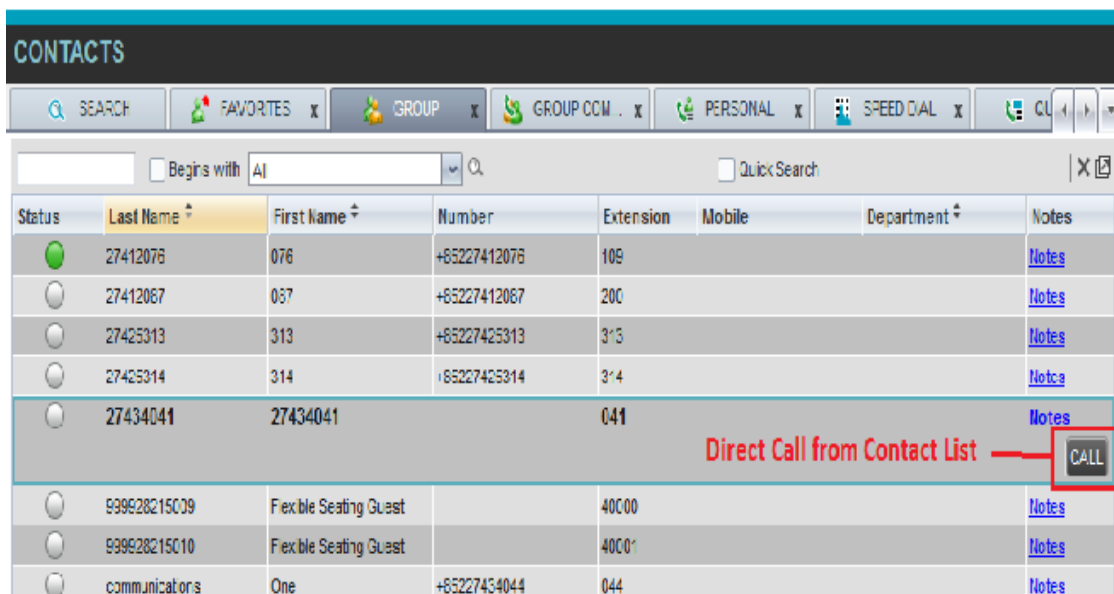 CONTACTS
SEARCH FAVORITES X GROUP X GROUP COM... X PERSONAL X SPEED DIAL X
Begins with All Quick Search X
Status Last Name First Name Number Extension Mobile Department Notes
27412076 076 +85227412076 109 Notes
27412087 087 +85227412087 200 Notes
27425313 313 +85227425313 313 Notes
27425314 314 +85227425314 314 Notes
27434041 27434041 041 Notes
Direct Call from Contact List CALL
999928215009 Flexible Seating Guest 40000 Notes
999928215010 Flexible Seating Guest 40001 Notes
communications One +85227434044 044 Notes